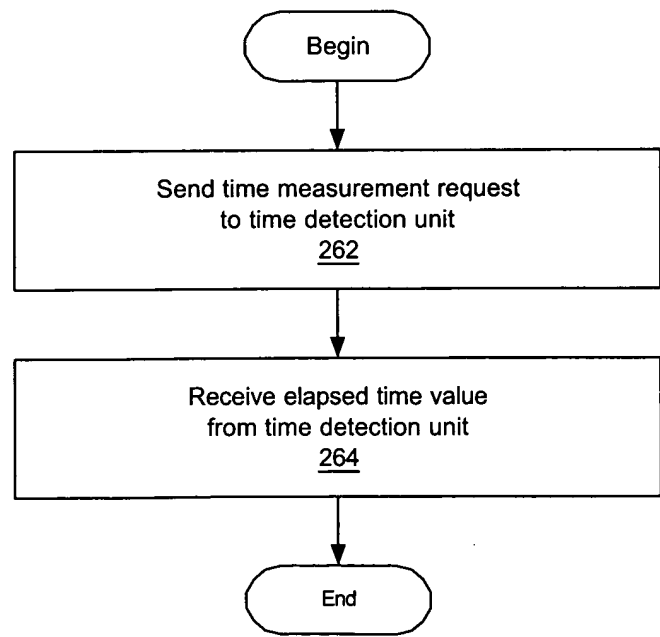 Begin
Send time measurement request
to time detection unit
262
Receive elapsed time value
from time detection unit
264
End